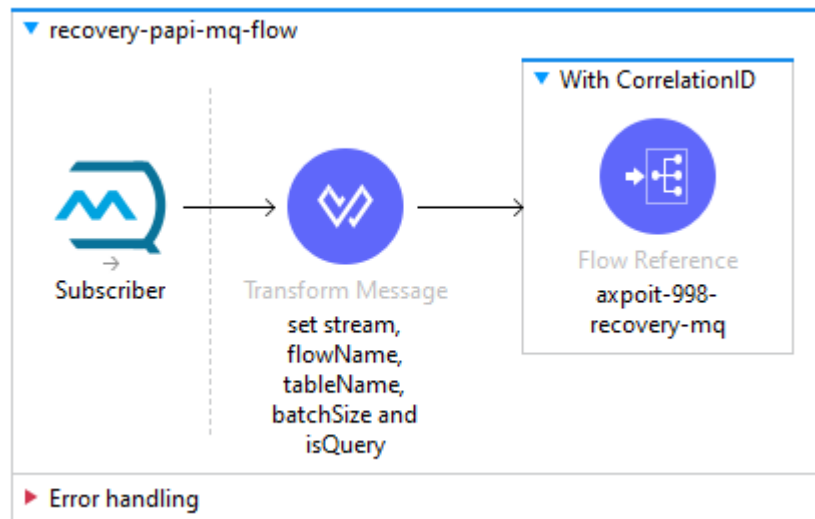 recovery-papi-mq-flow
With CorrelationID
Subscriber
Transform Message
set stream,
flowName,
tableName,
batchSize and
isQuery
Flow Reference
axpoit-998-
recovery-mq
Error handling